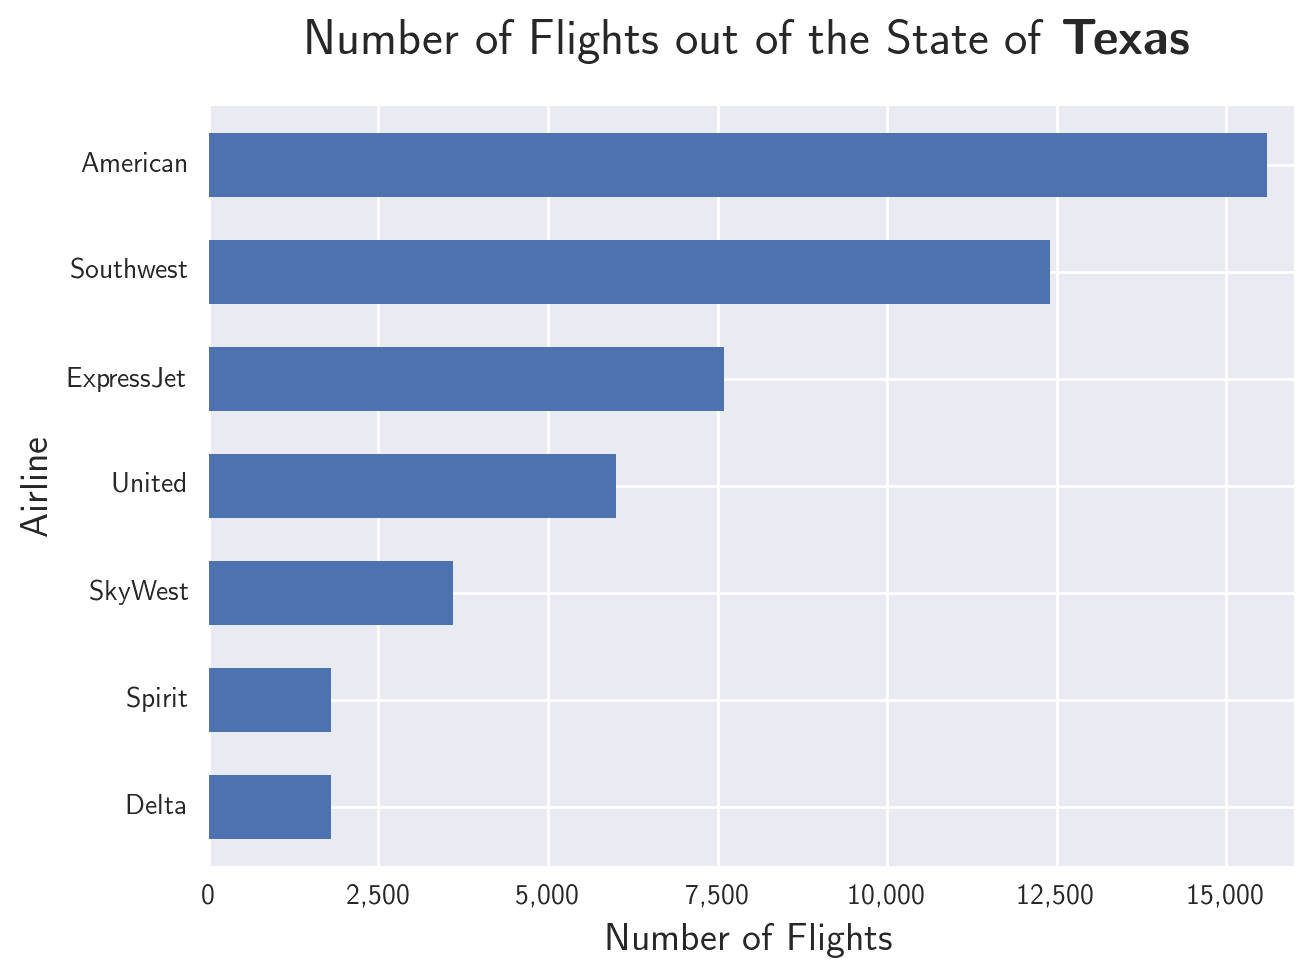 Number of Flights out of the State of Texas
American
Southwest
ExpressJet
United
SkyWest
Spirit
Delta
Airline
0 2,500 5,000 7,500 10,000 12,500 15,000
Number of Flights